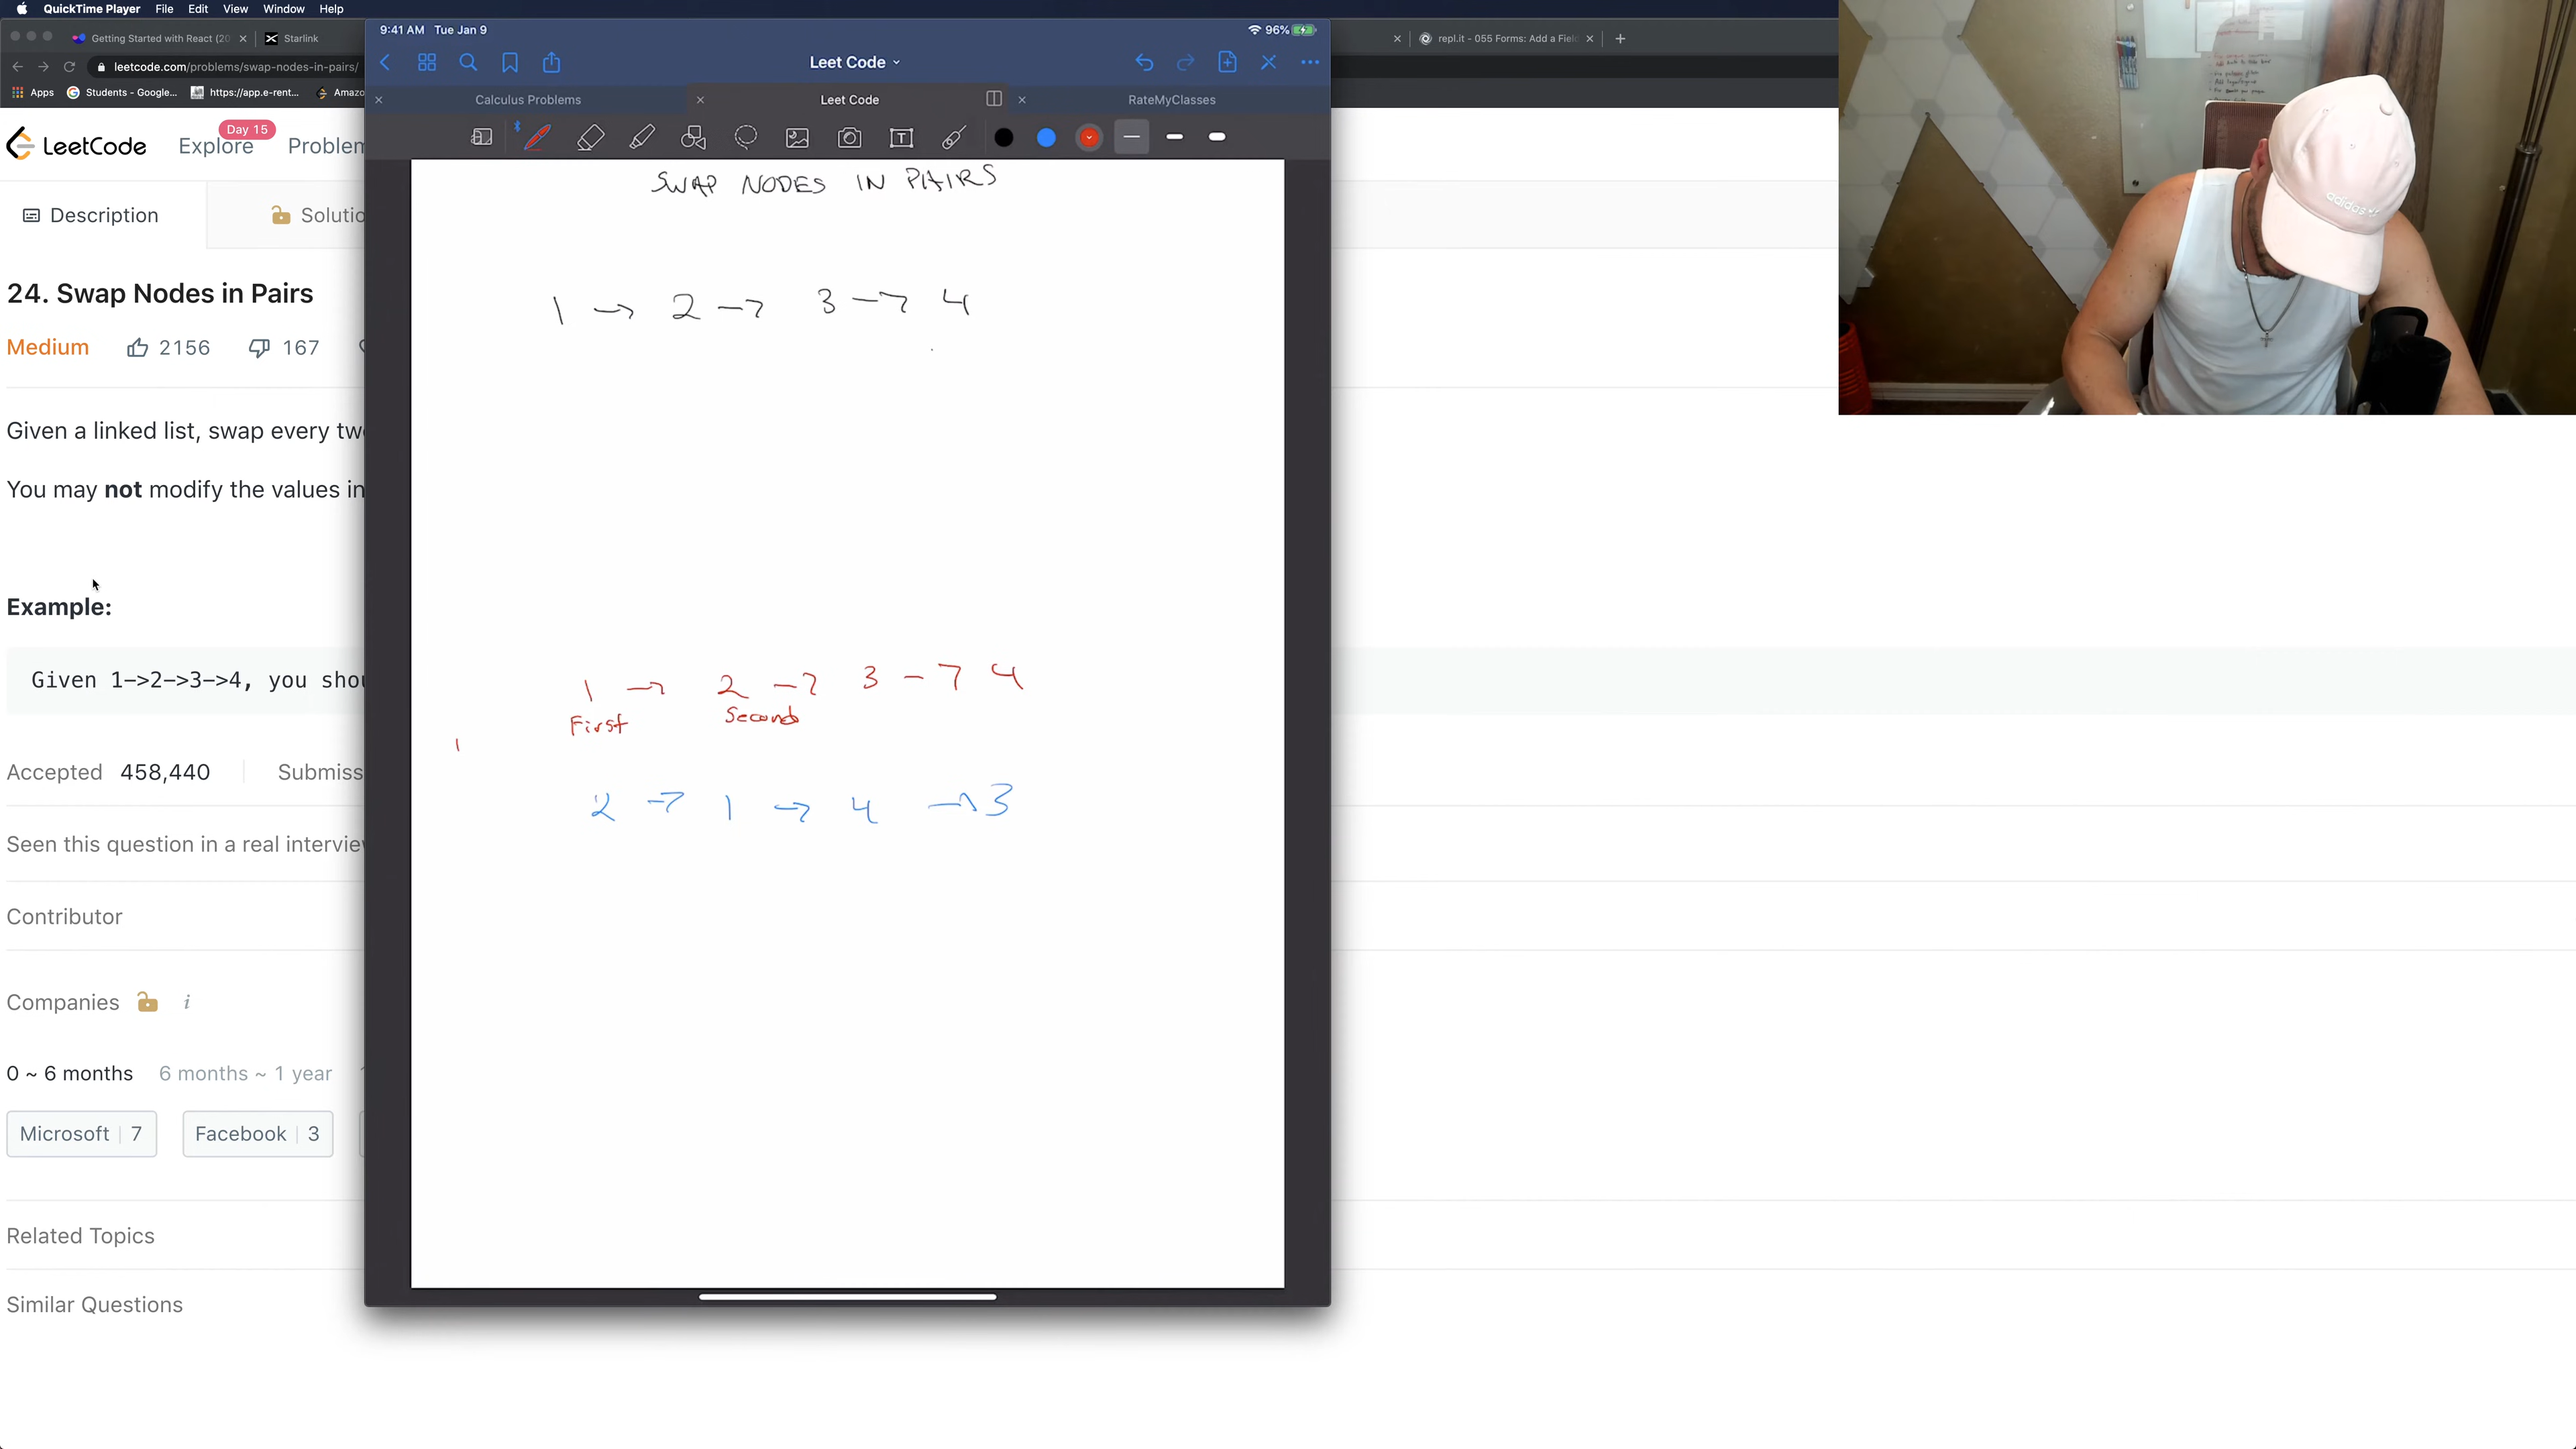 QuickTime Player File Edit View Window Help
Getting Started with React (20
Starlink
repl.it - 055 Forms: Add a Fiel
leetcode.com/problems/swap-nodes-in-pairs/
Apps Students - Google... https://app.e-rent... Amazo
9:41 AM Tue Jan 9 96%
Leet Code
Calculus Problems Leet Code RateMyClasses
LeetCode Explore Day 15 Problem
Description Solutio
24. Swap Nodes in Pairs
Medium 2156 167
Given a linked list, swap every tw
You may not modify the values in
Example:
Given 1->2->3->4, you shou
Accepted 458,440 Submiss
Seen this question in a real intervie
Contributor
Companies i
0 ~ 6 months 6 months ~ 1 year
Microsoft 7 Facebook 3
Related Topics
Similar Questions
SWAP NODES IN PAIRS
1 → 2 → 3 → 4
1 → 2 → 3 → 4
First Second
2 → 1 → 4 → 3
adidas